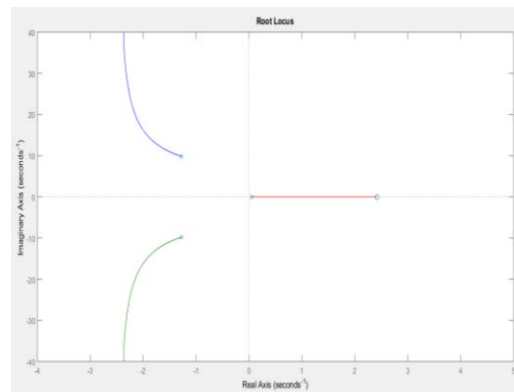 Root Locus
40
30
20
10
0
-10
-20
-30
-40
Imaginary Axis (seconds⁻¹)
-4 -3 -2 -1 0 1 2 3 4 5
Real Axis (seconds⁻¹)